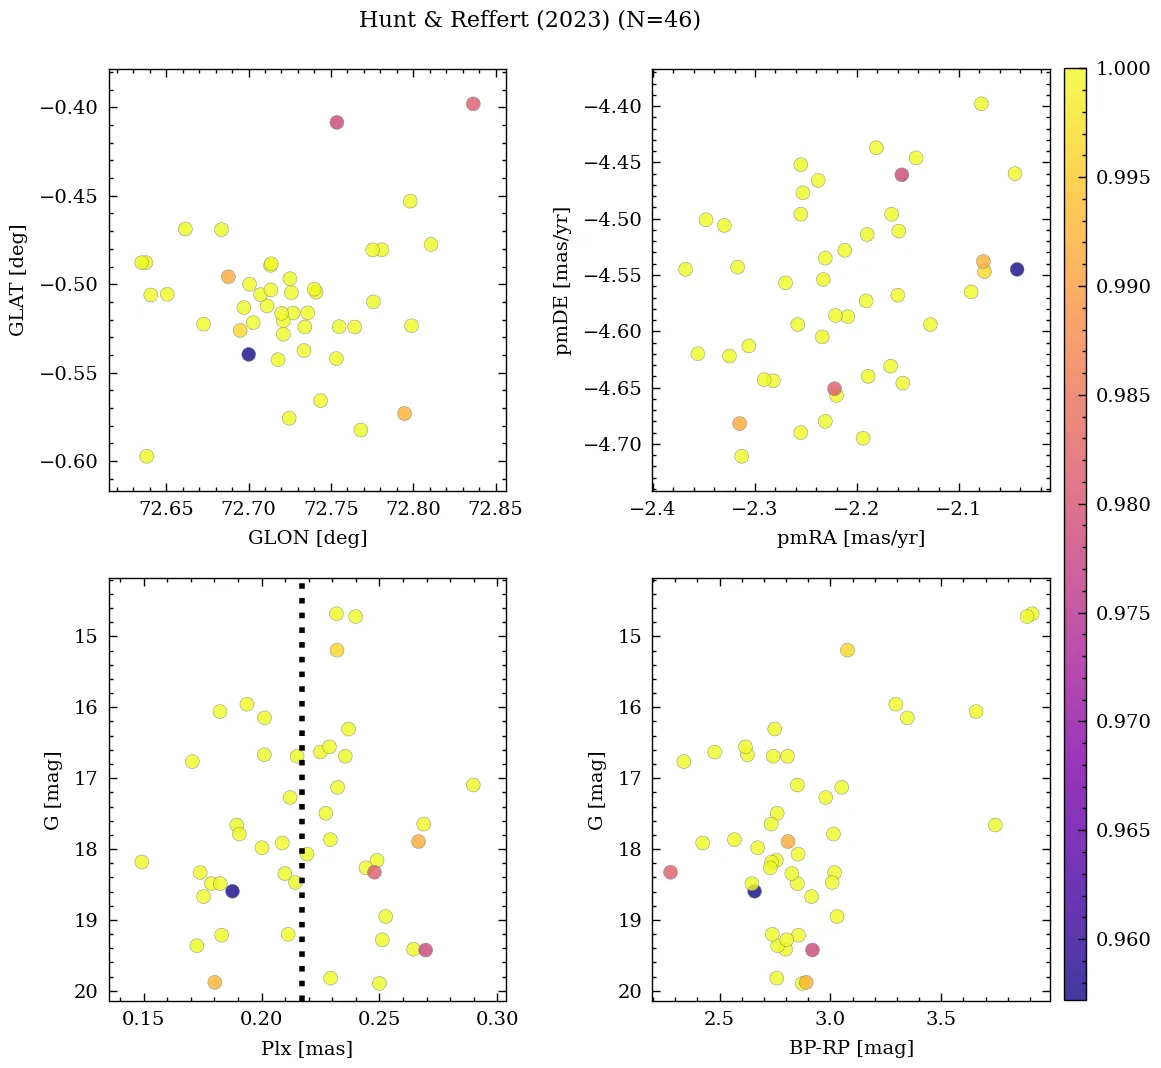 Hunt & Reffert (2023) (N=46)
−0.40
−0.45
−0.50
−0.55
−0.60
GLAT [deg]
72.65 72.70 72.75 72.80 72.85
GLON [deg]
−4.40
−4.45
−4.50
−4.55
−4.60
−4.65
−4.70
pmDE [mas/yr]
−2.4 −2.3 −2.2 −2.1
pmRA [mas/yr]
15
16
17
18
19
20
G [mag]
0.15 0.20 0.25 0.30
Plx [mas]
15
16
17
18
19
20
G [mag]
2.5 3.0 3.5
BP-RP [mag]
1.000
0.995
0.990
0.985
0.980
0.975
0.970
0.965
0.960